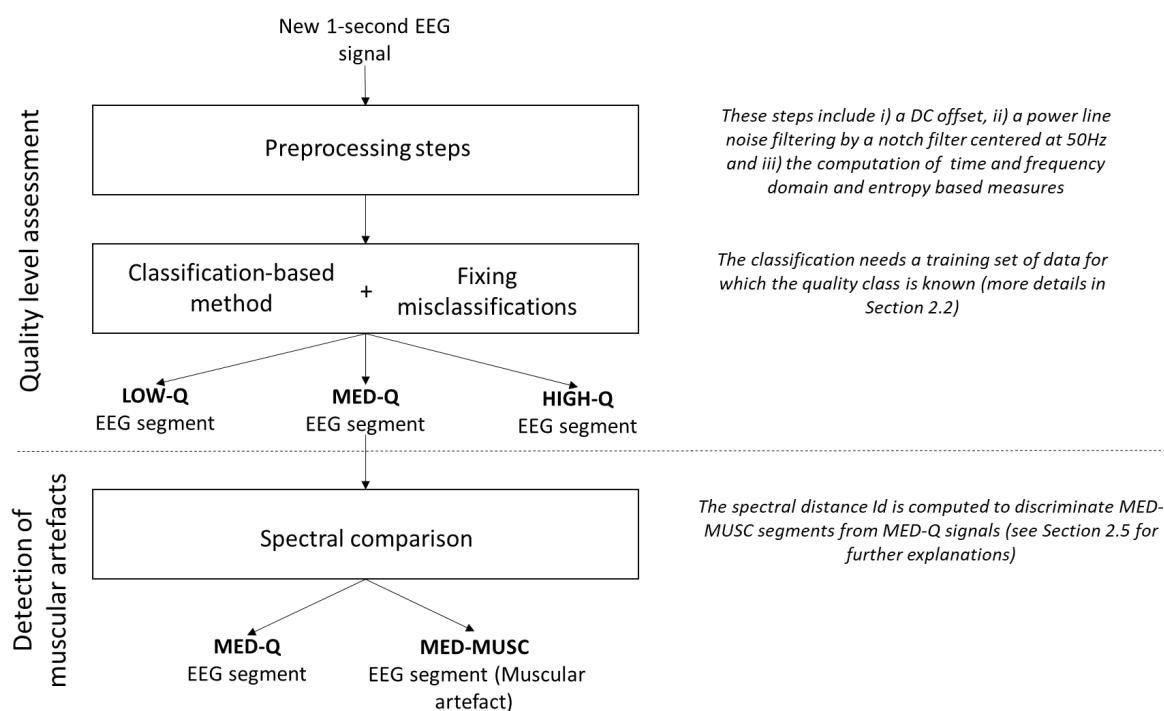 New 1-second EEG
signal
Quality level assessment
Preprocessing steps
These steps include i) a DC offset, ii) a power line
noise filtering by a notch filter centered at 50Hz
and iii) the computation of time and frequency
domain and entropy based measures
Classification-based
method
+
Fixing
misclassifications
The classification needs a training set of data for
which the quality class is known (more details in
Section 2.2)
LOW-Q
EEG segment
MED-Q
EEG segment
HIGH-Q
EEG segment
Detection of
muscular artefacts
Spectral comparison
The spectral distance Id is computed to discriminate MED-
MUSC segments from MED-Q signals (see Section 2.5 for
further explanations)
MED-Q
EEG segment
MED-MUSC
EEG segment (Muscular
artefact)